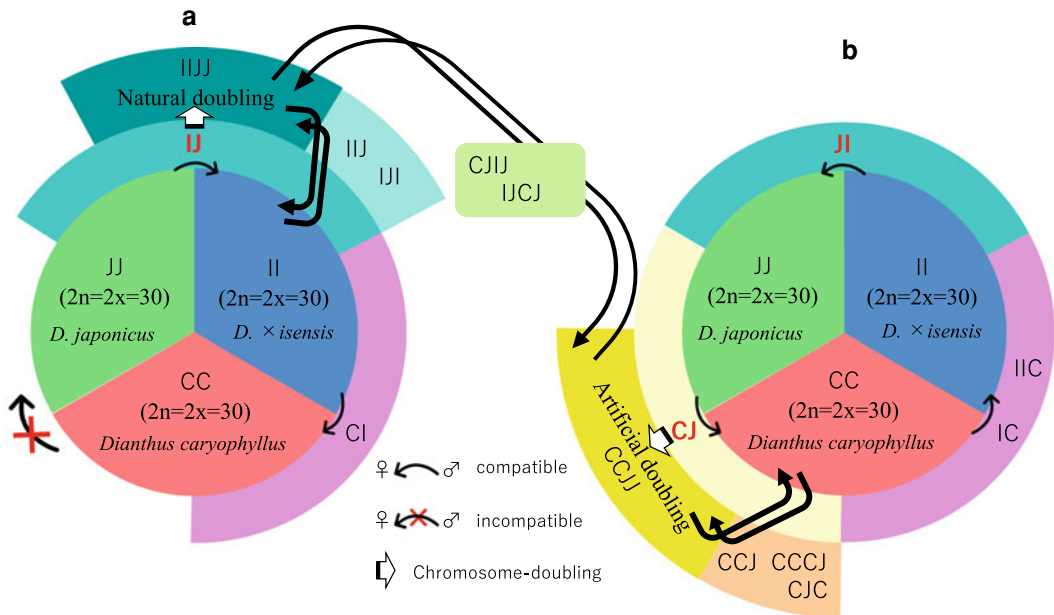 a
IIJJ
Natural doubling
IJ
IIJ
IJI
JJ
(2n=2x=30)
D. japonicus
II
(2n=2x=30)
D. × isensis
CC
(2n=2x=30)
Dianthus caryophyllus
CI
CJIJ
IJCJ
♀ ♂ compatible
♀ ♂ incompatible
Chromosome-doubling
b
JI
JJ
(2n=2x=30)
D. japonicus
II
(2n=2x=30)
D. × isensis
CC
(2n=2x=30)
Dianthus caryophyllus
IIC
IC
CJ
Artificial doubling
CCJJ
CCJ CCCJ
CJC